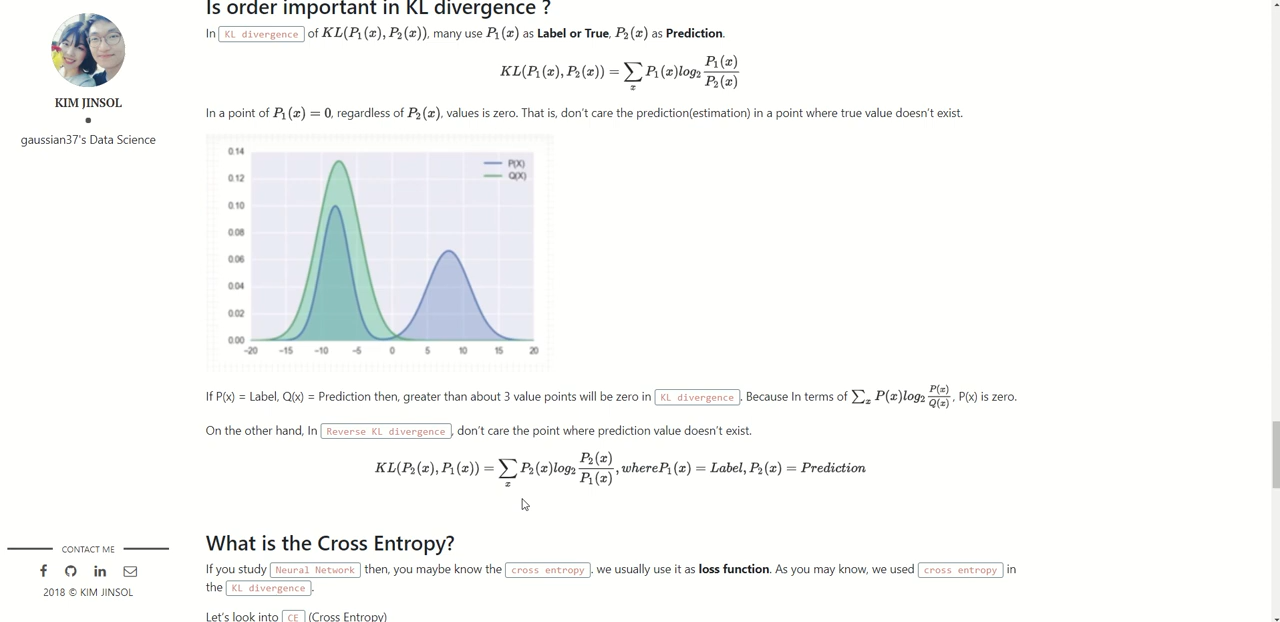 Is order important in KL divergence ?
In KL divergence of KL(P₁(x), P₂(x)), many use P₁(x) as Label or True, P₂(x) as Prediction.
KL(P₁(x), P₂(x)) = ∑ₓ P₁(x)log₂ P₁(x)/P₂(x)
In a point of P₁(x) = 0, regardless of P₂(x), values is zero. That is, don't care the prediction(estimation) in a point where true value doesn't exist.
KIM JINSOL
gaussian37's Data Science
0.14
0.12
0.10
0.08
0.06
0.04
0.02
0.00
P(X)
Q(X)
-20 -15 -10 -5 0 5 10 15 20
If P(x) = Label, Q(x) = Prediction then, greater than about 3 value points will be zero in KL divergence. Because In terms of ∑ₓ P(x)log₂ P(x)/Q(x), P(x) is zero.
On the other hand, In Reverse KL divergence, don't care the point where prediction value doesn't exist.
KL(P₂(x), P₁(x)) = ∑ₓ P₂(x)log₂ P₂(x)/P₁(x), whereP₁(x) = Label, P₂(x) = Prediction
What is the Cross Entropy?
If you study Neural Network then, you maybe know the cross entropy. we usually use it as loss function. As you may know, we used cross entropy in
the KL divergence.
Let's look into CE (Cross Entropy)
CONTACT ME
2018 © KIM JINSOL